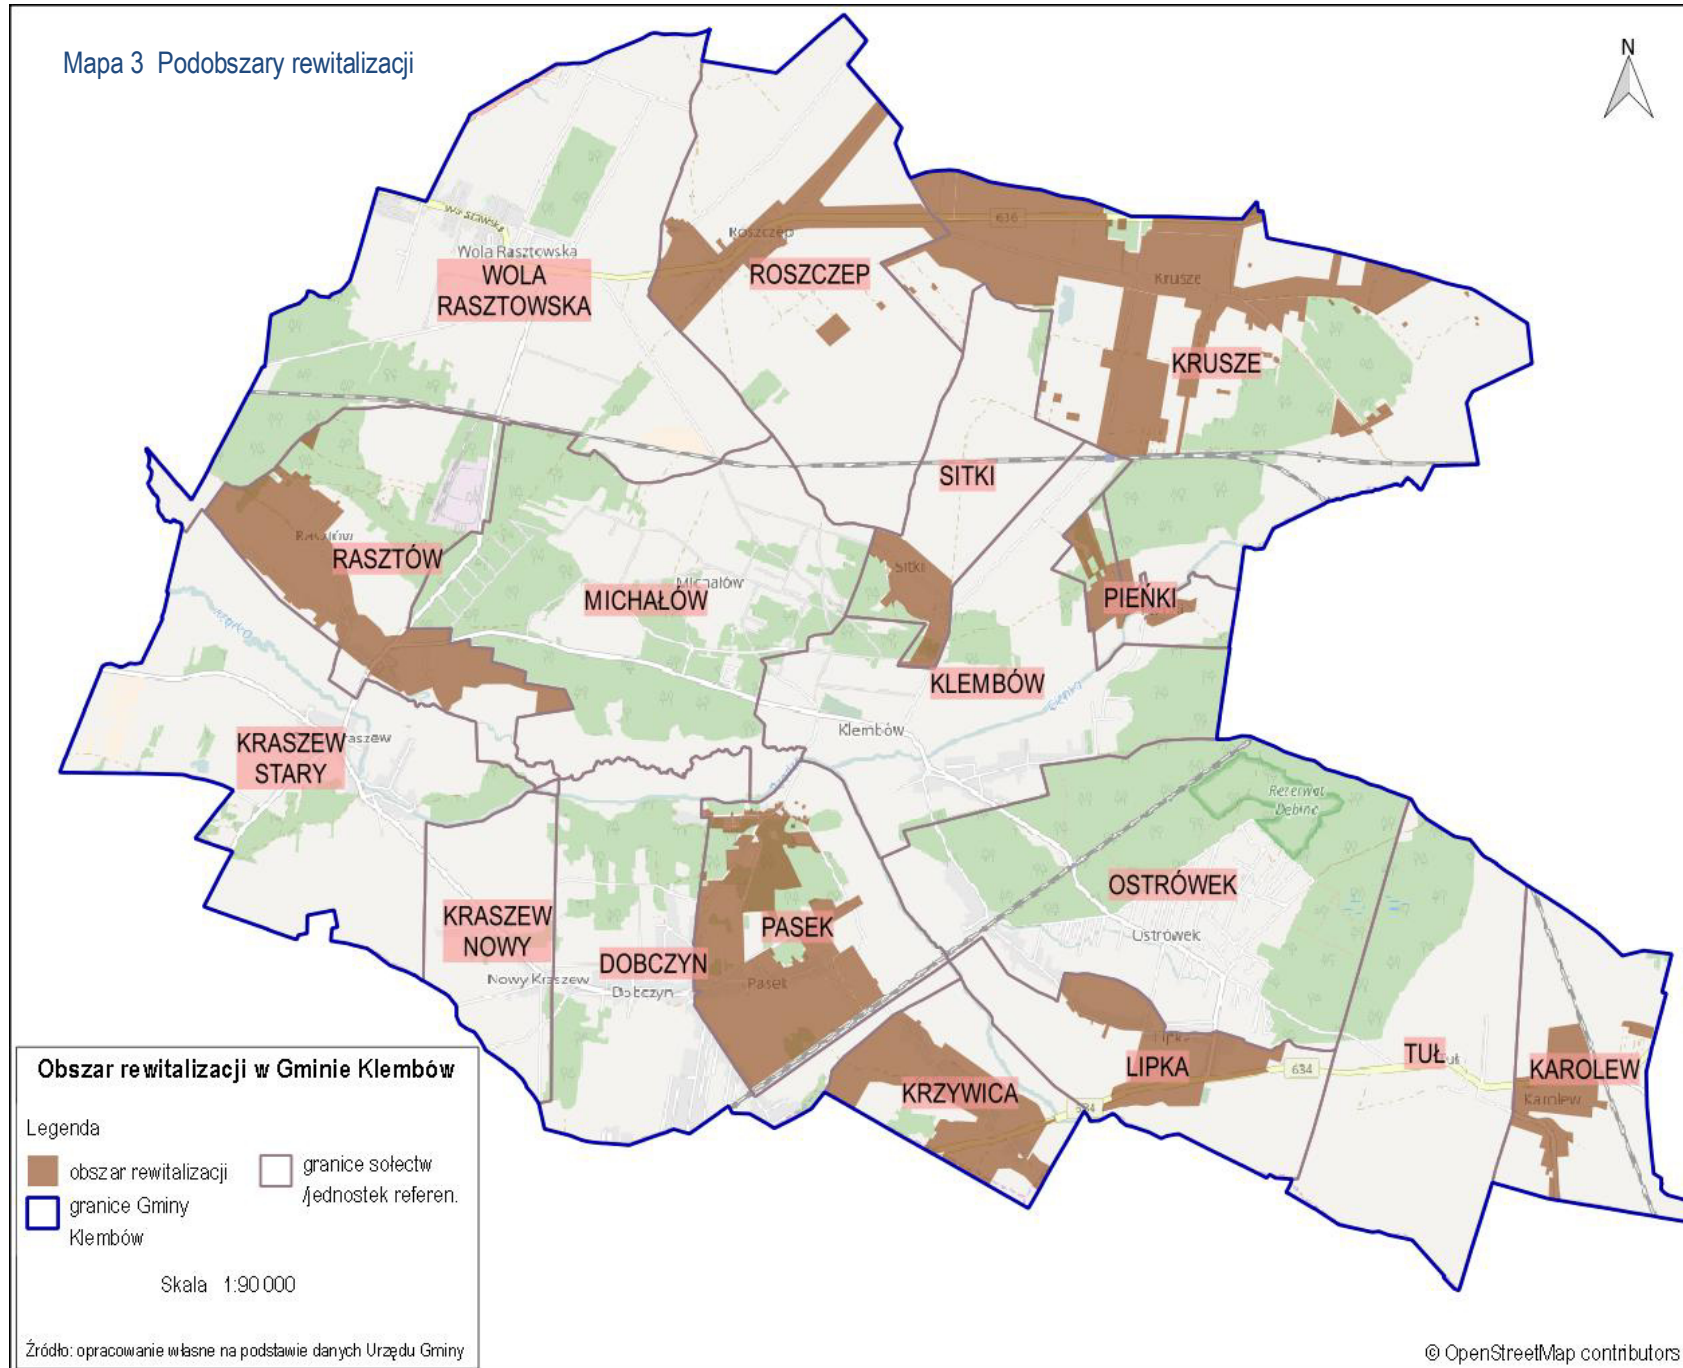 Mapa 3 Podobszary rewitalizacji
N
Warszawska
Wola Rasztowska
WOLA
RASZTOWSKA
Roszczep
ROSZCZEP
636
Krusze
KRUSZE
SITKI
Sitki
RASZTÓW
Michałów
MICHAŁÓW
PIEŃKI
KLEMBÓW
Klembów
Cienka
KRASZEW
STARY
Rezerwat
Dębina
OSTRÓWEK
Ostrówek
KRASZEW
NOWY
Nowy Kraszew
DOBCZYN
Dobczyn
PASEK
Pasek
KRZYWICA
634
LIPKA
634
TUŁ
KAROLEW
Karolew
Obszar rewitalizacji w Gminie Klembów
Legenda
obszar rewitalizacji
granice sołectw
/jednostek referen.
granice Gminy
Klembów
Skala 1:90 000
Źródło: opracowanie własne na podstawie danych Urzędu Gminy
© OpenStreetMap contributors